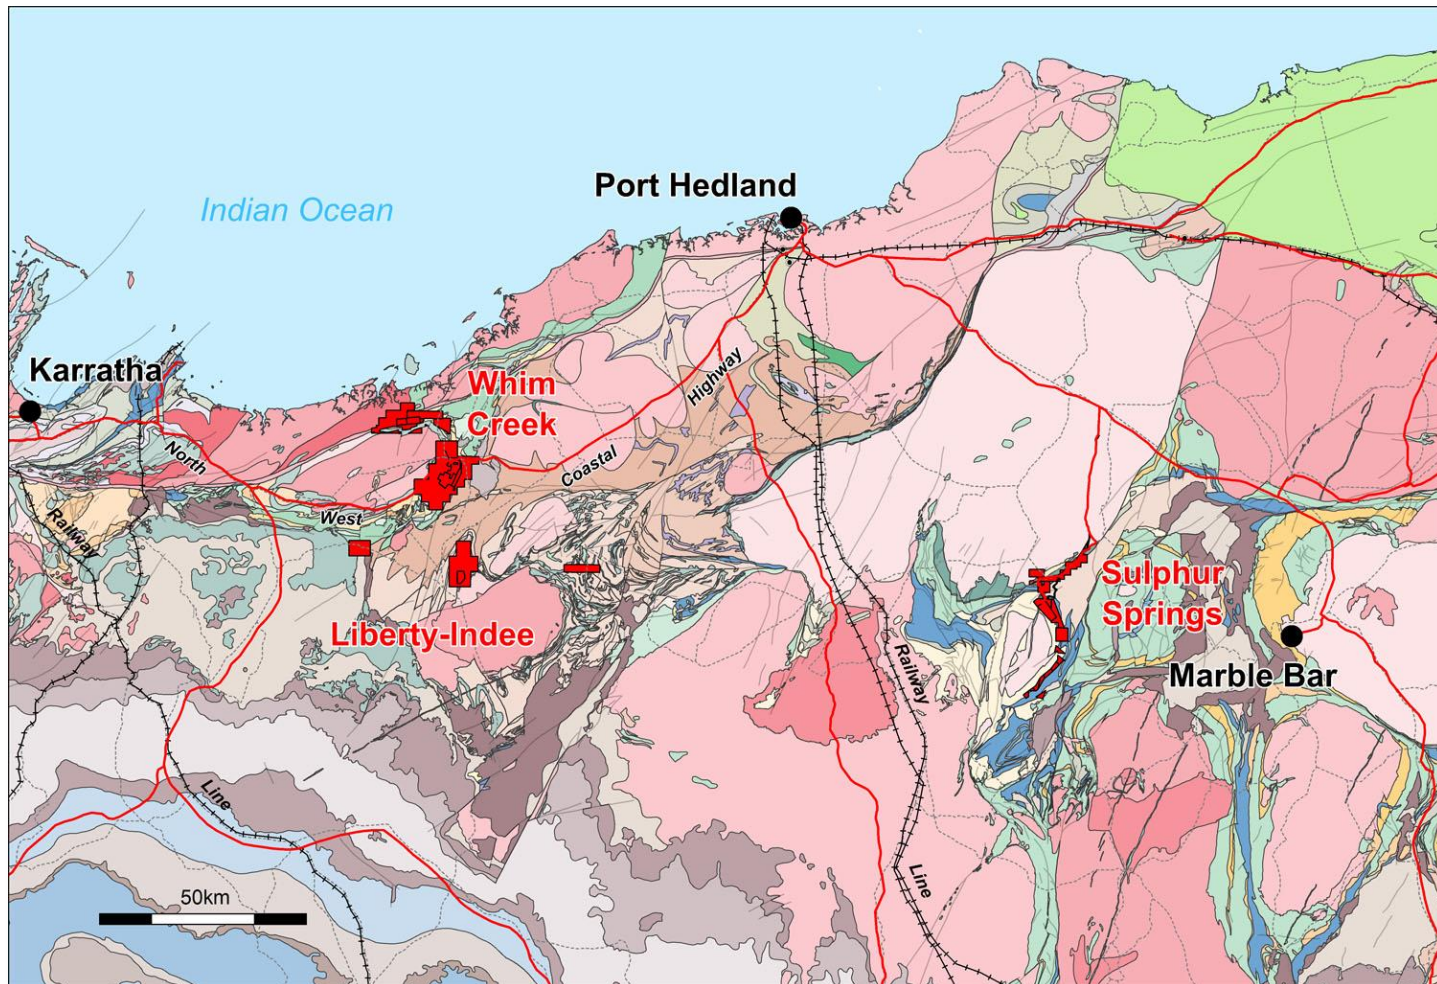 Port Hedland
Indian Ocean
Karratha
Whim
Creek
Highway
Coastal
North
West
Railway
Sulphur
Springs
Liberty-Indee
Marble Bar
Railway
Line
Line
50km